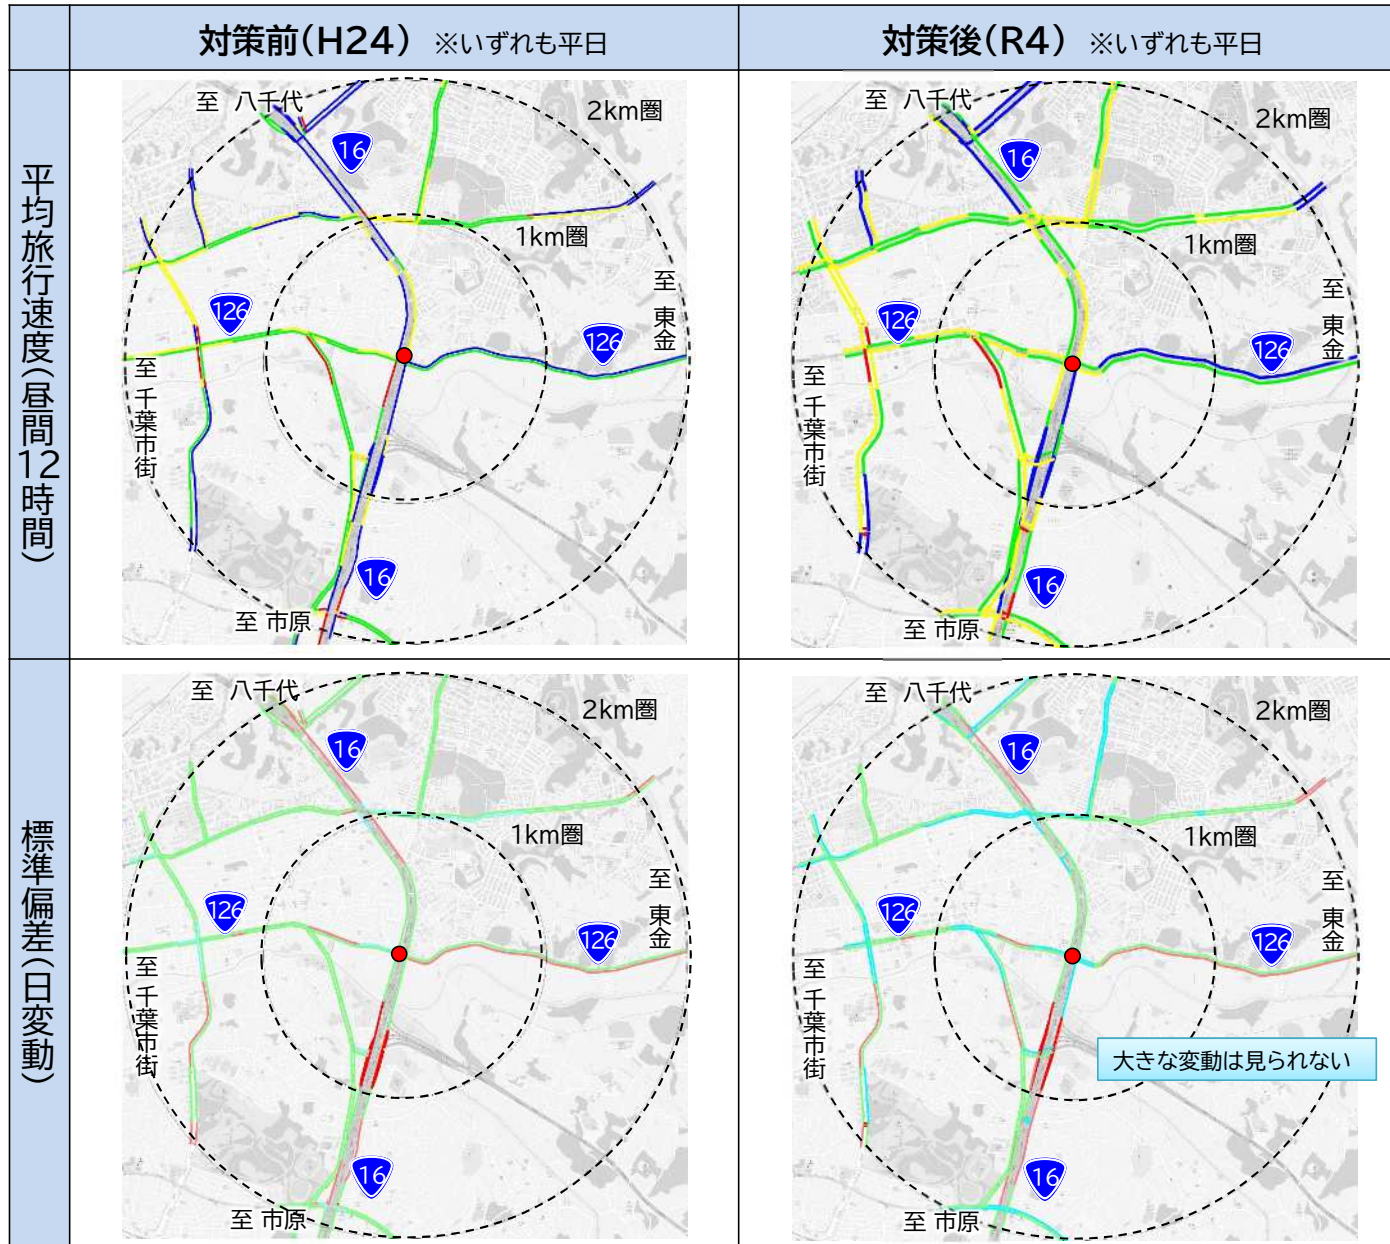 対策前(H24) ※いずれも平日
対策後(R4) ※いずれも平日
平均旅行速度(昼間12時間)
至 八千代
2km圏
16
1km圏
至 東金
126
126
至 千葉市街
16
至 市原
至 八千代
2km圏
16
1km圏
至 東金
126
126
至 千葉市街
16
至 市原
標準偏差(日変動)
至 八千代
2km圏
16
1km圏
至 東金
126
126
至 千葉市街
16
至 市原
至 八千代
2km圏
16
1km圏
至 東金
126
126
至 千葉市街
大きな変動は見られない
16
至 市原